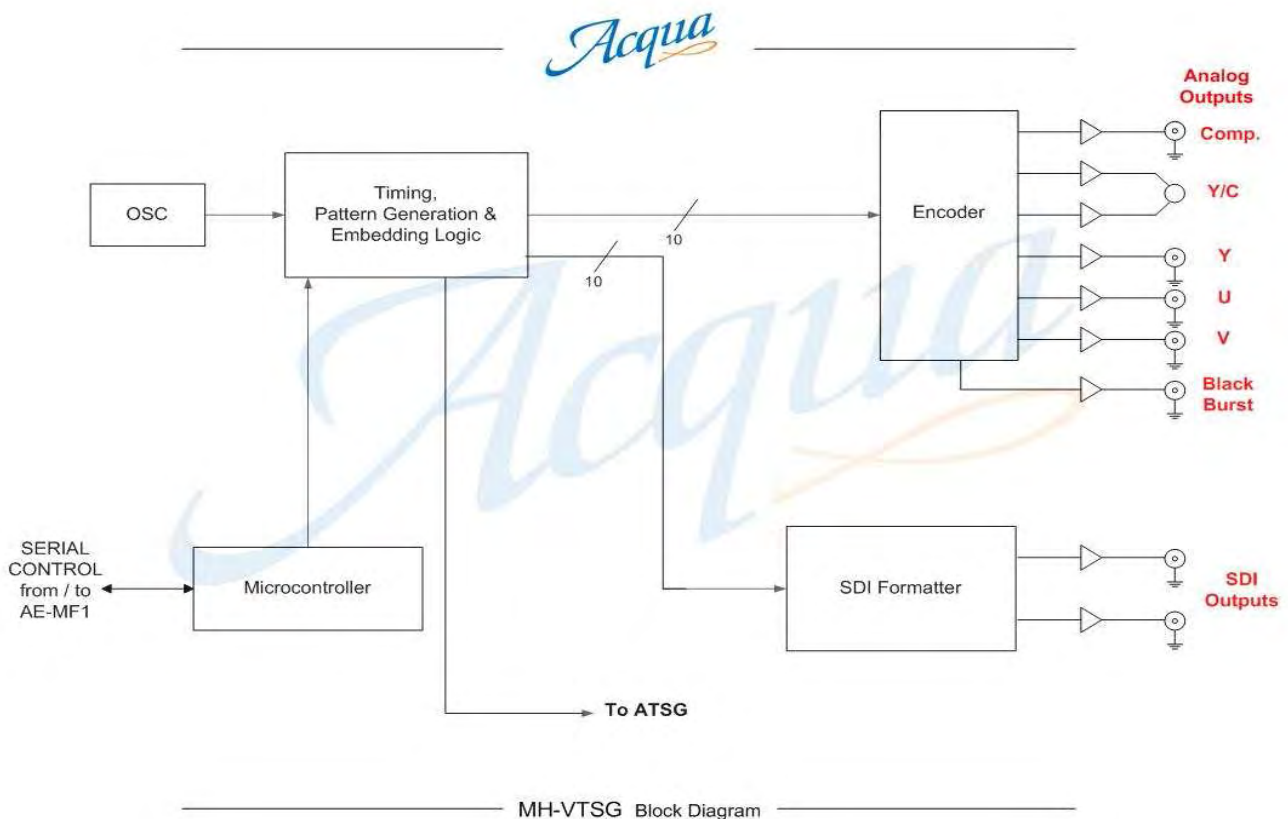 Acqua
Analog
Outputs
Comp.
Y/C
Y
U
V
Black
Burst
OSC
Timing,
Pattern Generation &
Embedding Logic
10
10
Encoder
Acqua
SERIAL
CONTROL
from / to
AE-MF1
Microcontroller
SDI Formatter
SDI
Outputs
To ATSG
MH-VTSG Block Diagram